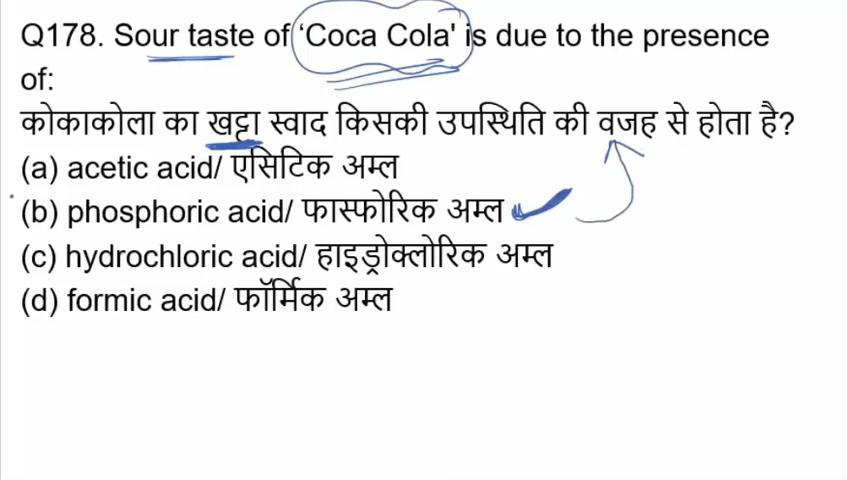 Q178. Sour taste of 'Coca Cola' is due to the presence
of:
कोकाकोला का खट्टा स्वाद किसकी उपस्थिति की वजह से होता है?
(a) acetic acid/ एसिटिक अम्ल
(b) phosphoric acid/ फास्फोरिक अम्ल
(c) hydrochloric acid/ हाइड्रोक्लोरिक अम्ल
(d) formic acid/ फॉर्मिक अम्ल